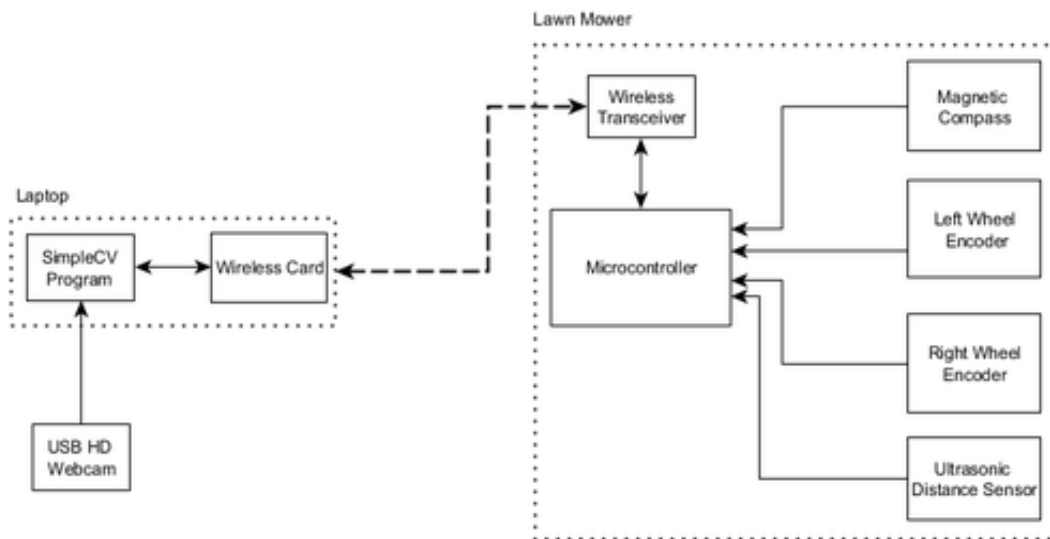 Lawn Mower
Wireless
Transceiver
Magnetic
Compass
Laptop
SimpleCV
Program
Wireless Card
Microcontroller
Left Wheel
Encoder
Right Wheel
Encoder
USB HD
Webcam
Ultrasonic
Distance Sensor